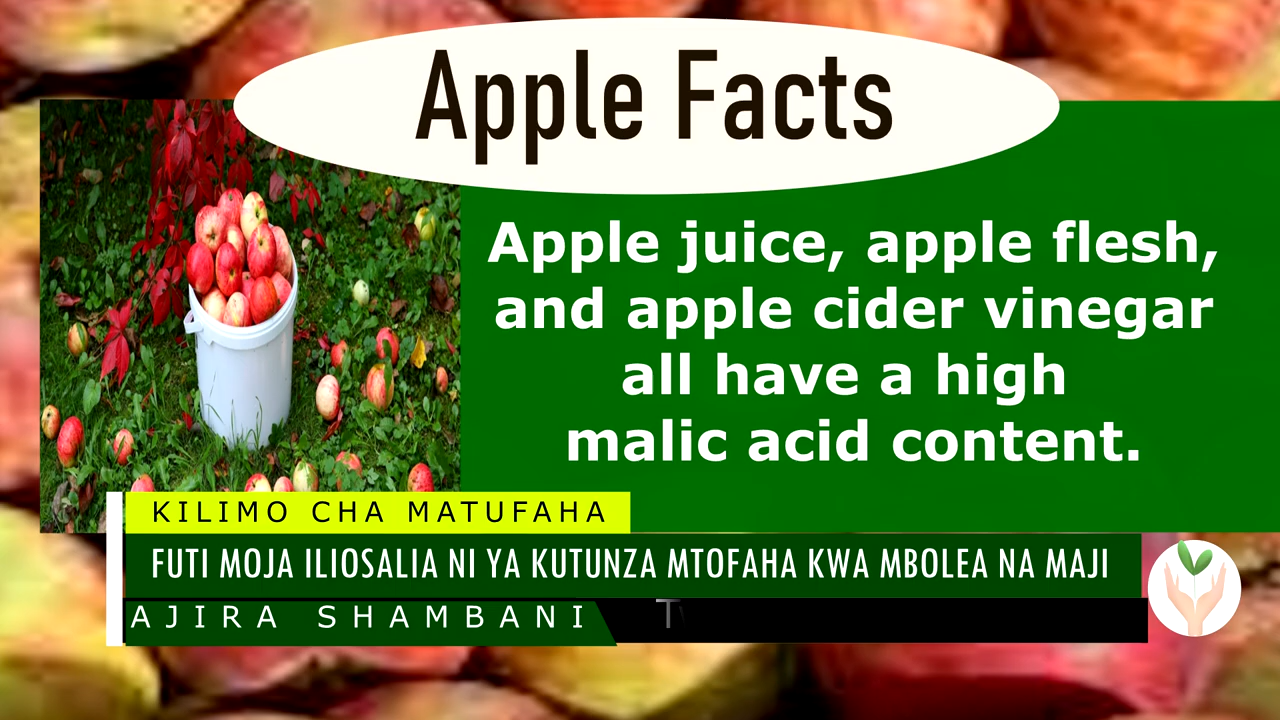 Apple Facts
Apple juice, apple flesh,
and apple cider vinegar
all have a high
malic acid content.
KILIMO CHA MATUFAHA
FUTI MOJA ILIOSALIA NI YA KUTUNZA MTOFAHA KWA MBOLEA NA MAJI
AJIRA SHAMBANI